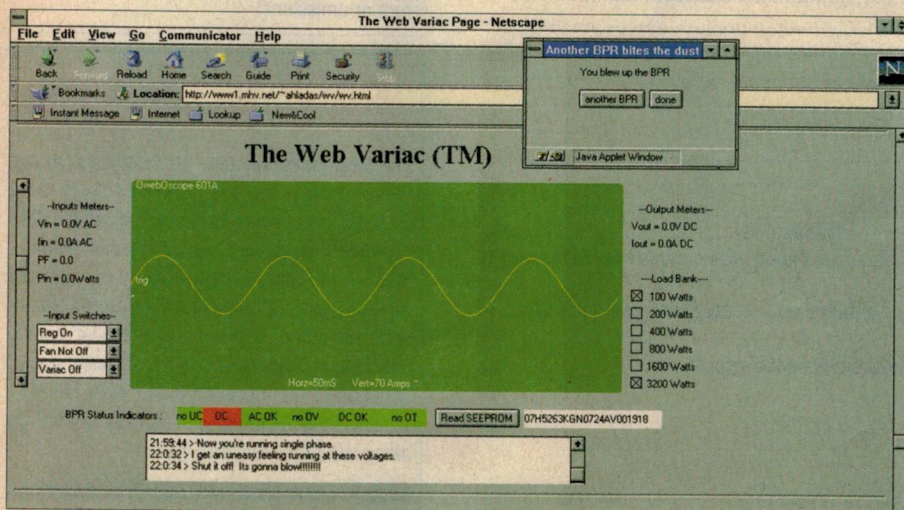 The Web Variac Page - Netscape
File Edit View Go Communicator Help
Back Forward Reload Home Search Guide Print Security Stop
Bookmarks Location: http://www1.mhv.net/~ahladas/wv/wv.html
Instant Message Internet Lookup New&Cool
Another BPR bites the dust
You blew up the BPR
another BPR done
Java Applet Window
The Web Variac (TM)
--Inputs Meters--
Vin = 0.0V AC
Iin = 0.0A AC
PF = 0.0
Pin = 0.0Watts
--Input Switches--
Reg On
Fan Not Off
Variac Off
OwebOscope 601A
trig
Horz=50mS Vert=70 Amps ~
--Output Meters--
Vout = 0.0V DC
Iout = 0.0A DC
----Load Bank----
100 Watts
200 Watts
400 Watts
800 Watts
1600 Watts
3200 Watts
BPR Status Indicators : no UC OC AC OK no OV DC OK no OT Read SEEPROM 07H5263KGN0724AV001918
21:59:44 > Now you're running single phase.
22:0:32 > I get an uneasy feeling running at these voltages.
22:0:34 > Shut it off! Its gonna blow!!!!!!!!